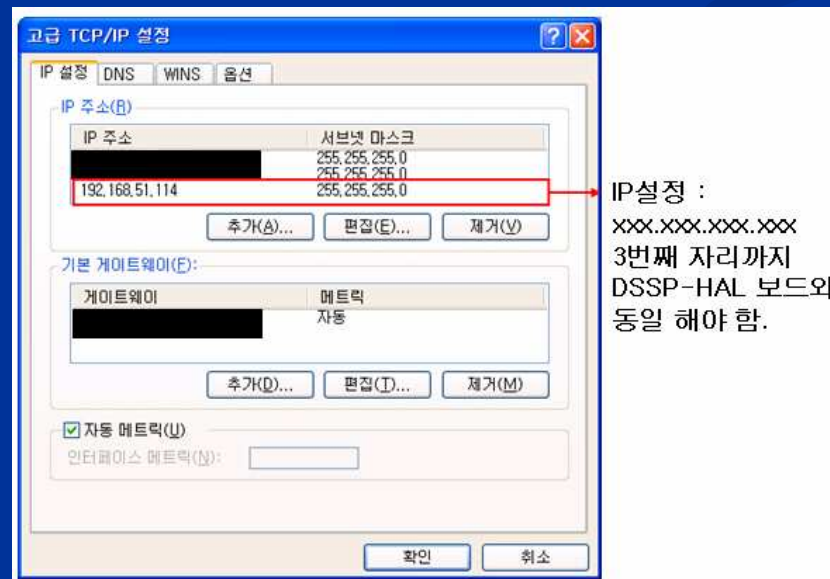 고급 TCP/IP 설정
IP 설정 DNS WINS 옵션
IP 주소(R)
IP 주소 서브넷 마스크
255,255,255,0
255,255,255,0
192,168,51,114 255,255,255,0
추가(A)... 편집(E)... 제거(V)
기본 게이트웨이(F):
게이트웨이 메트릭
자동
추가(D)... 편집(T)... 제거(M)
자동 메트릭(U)
인터페이스 메트릭(N):
확인 취소
IP설정 :
xxx.xxx.xxx.xxx
3번째 자리까지
DSSP-HAL 보드와
동일 해야 함.